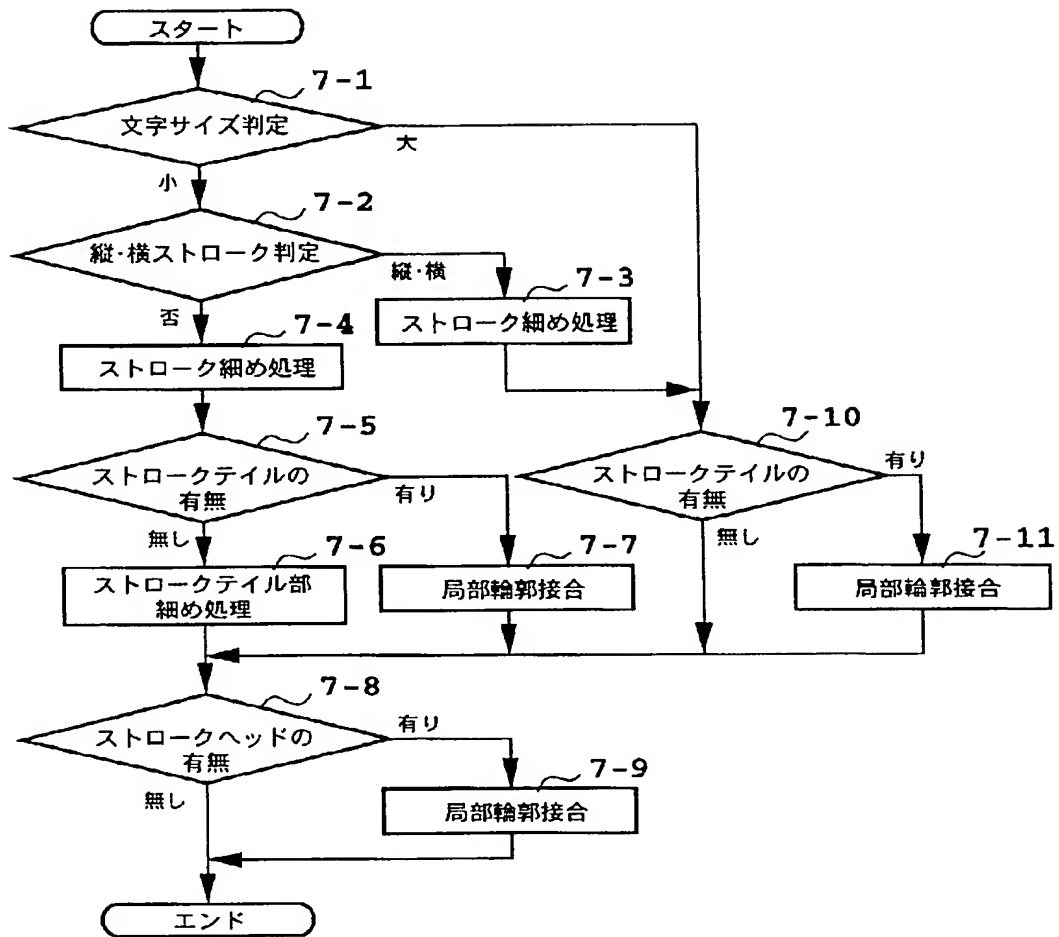 スタート
7-1
文字サイズ判定
大
小
7-2
縦・横ストローク判定
縦・横
7-3
ストローク細め処理
否
7-4
ストローク細め処理
7-5
ストロークテイルの
有無
有り
無し
7-10
ストロークテイルの
有無
有り
無し
7-6
ストロークテイル部
細め処理
7-7
局部輪郭接合
7-11
局部輪郭接合
7-8
ストロークヘッドの
有無
有り
無し
7-9
局部輪郭接合
エンド